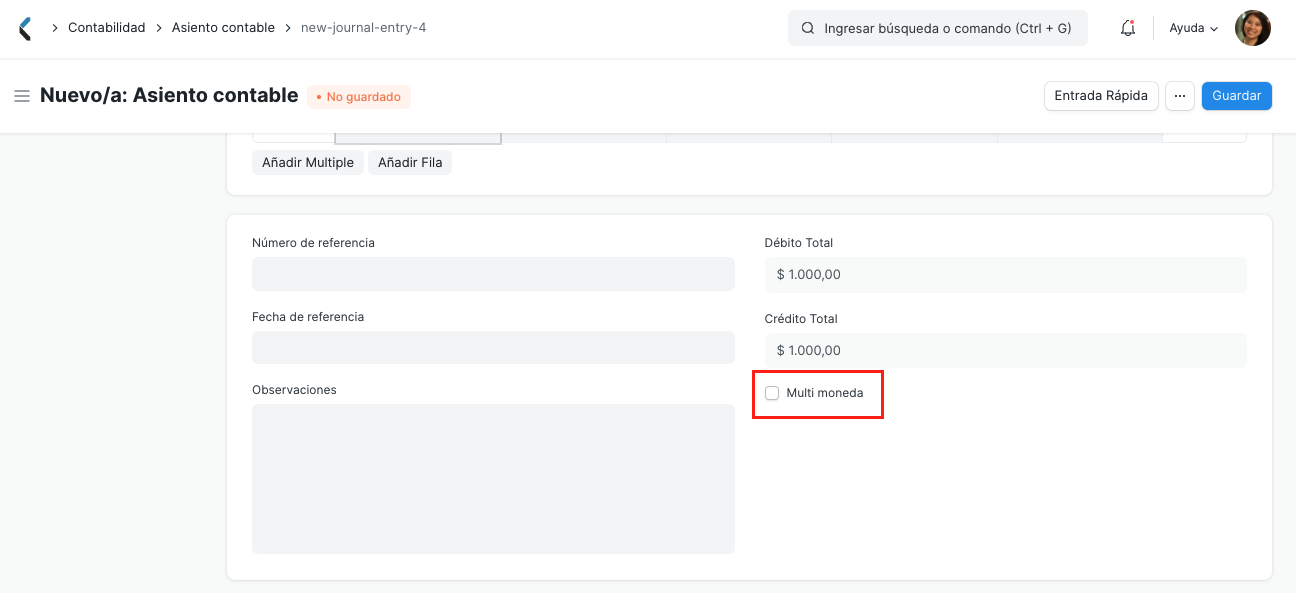 Contabilidad Asiento contable new-journal-entry-4
Ingresar búsqueda o comando (Ctrl + G)
Ayuda
Nuevo/a: Asiento contable
No guardado
Entrada Rápida
Guardar
Añadir Multiple
Añadir Fila
Número de referencia
Fecha de referencia
Observaciones
Débito Total
$ 1.000,00
Crédito Total
$ 1.000,00
Multi moneda